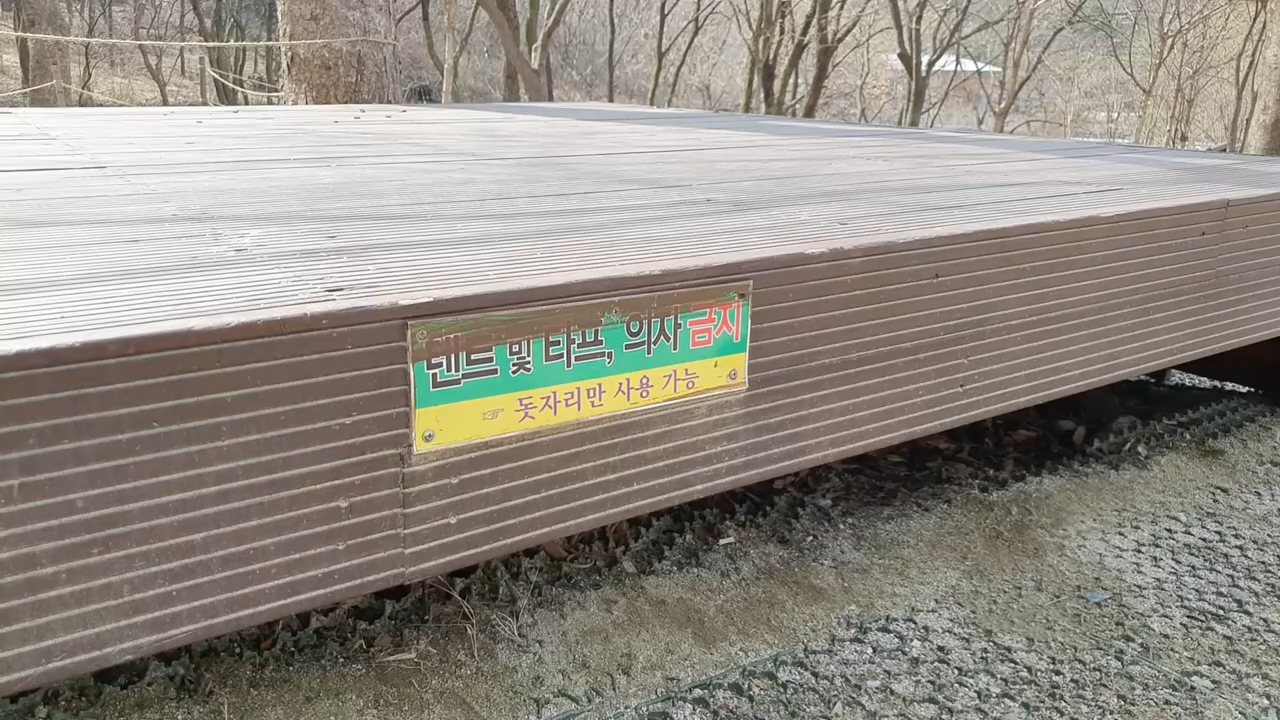 텐트 및 타프, 의자 금지
☞ 돗자리만 사용 가능